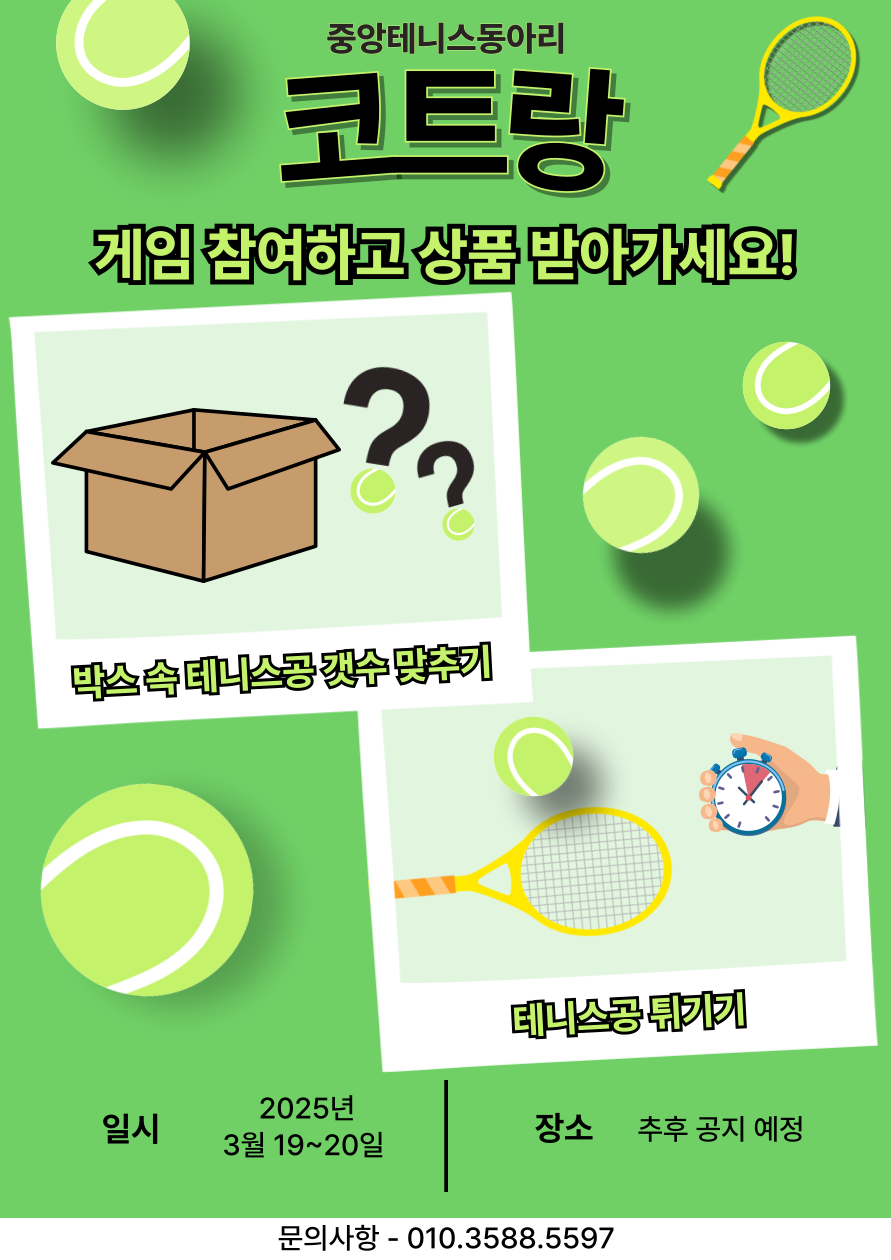 중앙테니스동아리
코트랑
게임 참여하고 상품 받아가세요!
??
박스 속 테니스공 갯수 맞추기
테니스공 튀기기
일시
2025년
3월 19~20일
장소
추후 공지 예정
문의사항 - 010.3588.5597